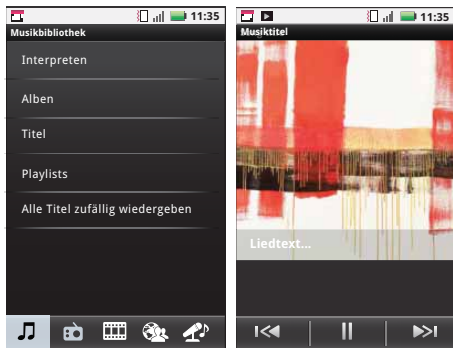 11:35
Musikbibliothek
Interpreten
Alben
Titel
Playlists
Alle Titel zufällig wiedergeben
11:35
Musiktitel
Liedtext...